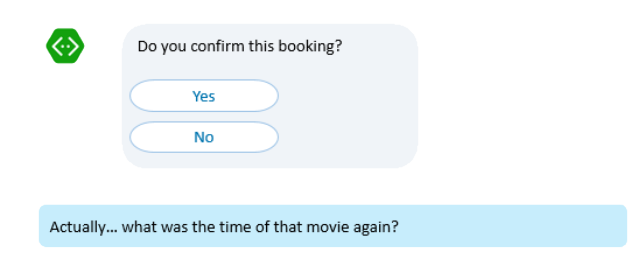 Do you confirm this booking?
Yes
No
Actually... what was the time of that movie again?